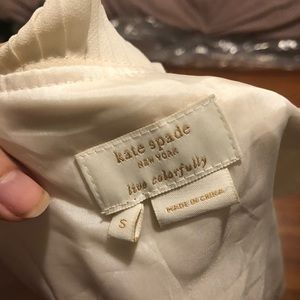 kate spade
NEW YORK
live colorfully
S
MADE IN CHINA